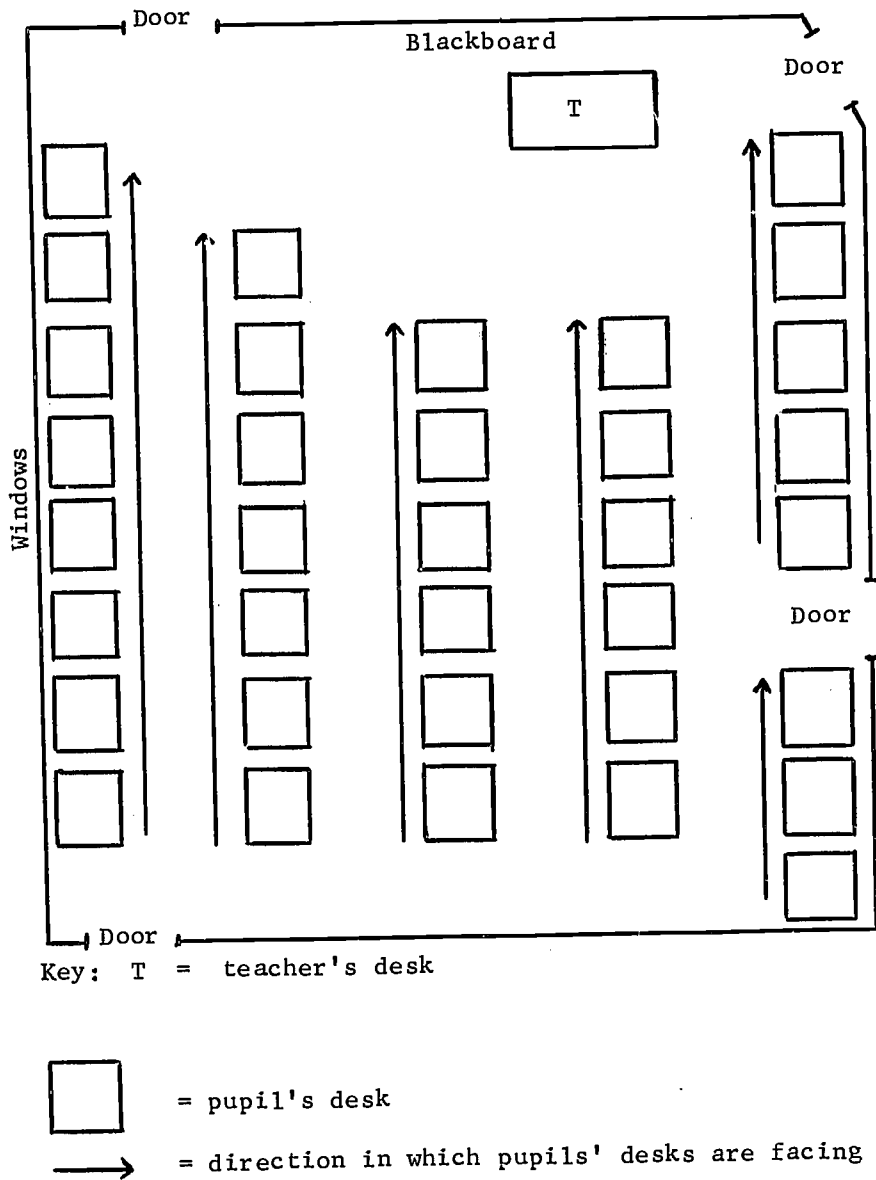 Door
Blackboard
Door
T
Windows
Door
Door
Key: T = teacher's desk
= pupil's desk
= direction in which pupils' desks are facing